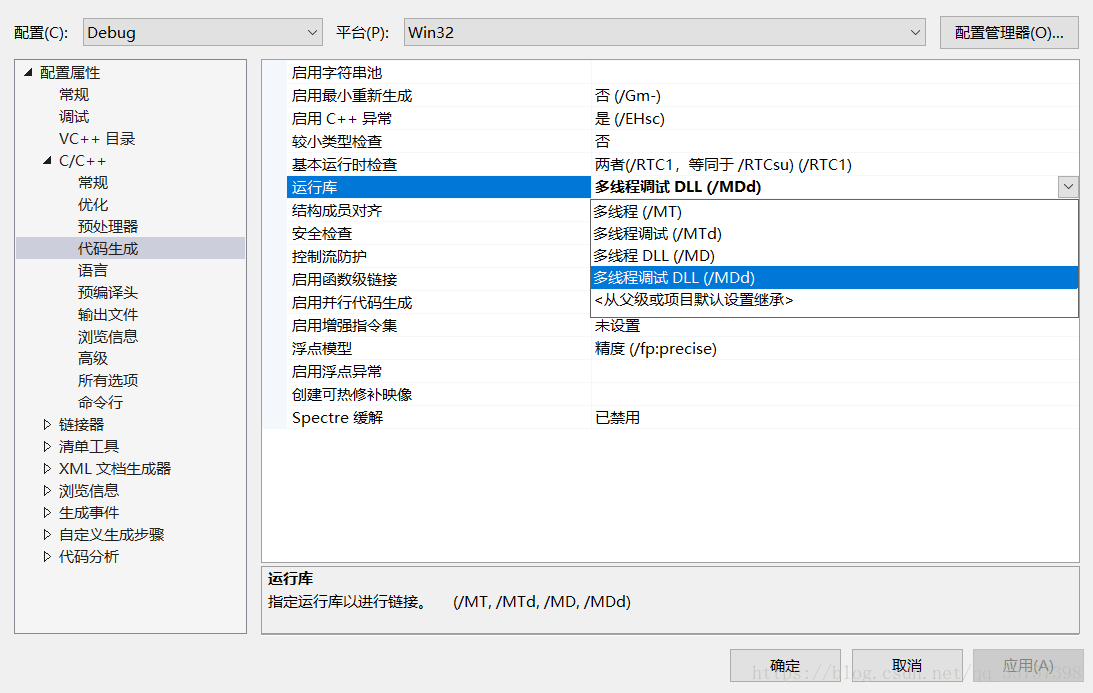 配置(C): Debug 平台(P): Win32 配置管理器(O)...
配置属性
常规
调试
VC++ 目录
C/C++
常规
优化
预处理器
代码生成
语言
预编译头
输出文件
浏览信息
高级
所有选项
命令行
链接器
清单工具
XML 文档生成器
浏览信息
生成事件
自定义生成步骤
代码分析
启用字符串池
启用最小重新生成 否 (/Gm-)
启用 C++ 异常 是 (/EHsc)
较小类型检查 否
基本运行时检查 两者(/RTC1，等同于 /RTCsu) (/RTC1)
运行库 多线程调试 DLL (/MDd)
结构成员对齐
安全检查
控制流防护
启用函数级链接
启用并行代码生成
启用增强指令集 未设置
浮点模型 精度 (/fp:precise)
启用浮点异常
创建可热修补映像
Spectre 缓解 已禁用
多线程 (/MT)
多线程调试 (/MTd)
多线程 DLL (/MD)
多线程调试 DLL (/MDd)
<从父级或项目默认设置继承>
运行库
指定运行库以进行链接。 (/MT, /MTd, /MD, /MDd)
确定 取消 应用(A)